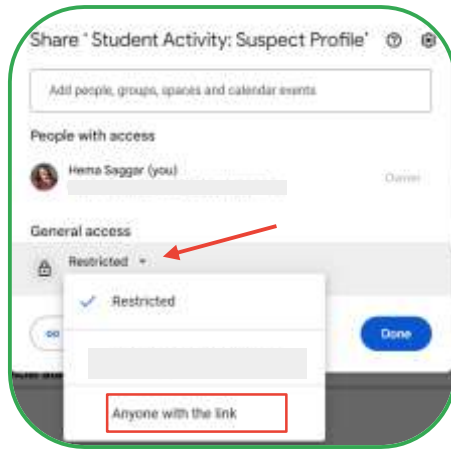 Share "Student Activity: Suspect Profile"
Add people, groups, spaces and calendar events
People with access
Hema Saggar (you)
Owner
General access
Restricted
Restricted
Done
Anyone with the link